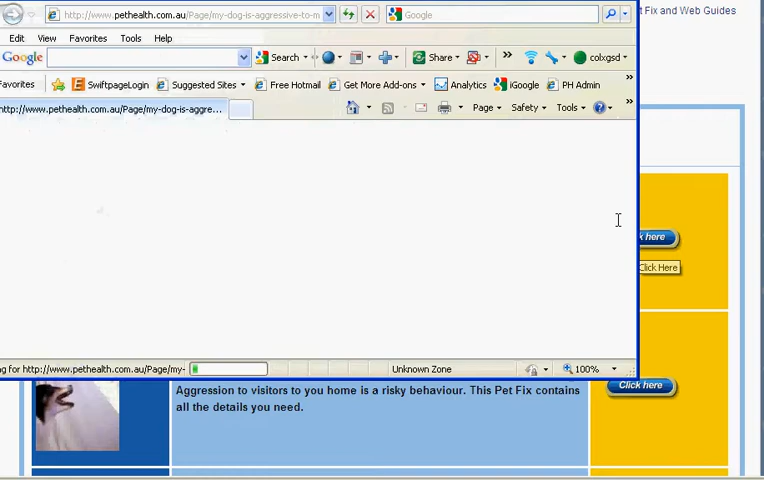 http://www.pethealth.com.au/Page/my-dog-is-aggressive-to-m
Google
t Fix and Web Guides
Edit View Favorites Tools Help
Google Search Share colxgsd
Favorites SwiftpageLogin Suggested Sites Free Hotmail Get More Add-ons Analytics iGoogle PH Admin
http://www.pethealth.com.au/Page/my-dog-is-aggre... Page Safety Tools
k here
Click Here
ng for http://www.pethealth.com.au/Page/my- Unknown Zone 100%
Click here
Aggression to visitors to you home is a risky behaviour. This Pet Fix contains
all the details you need.